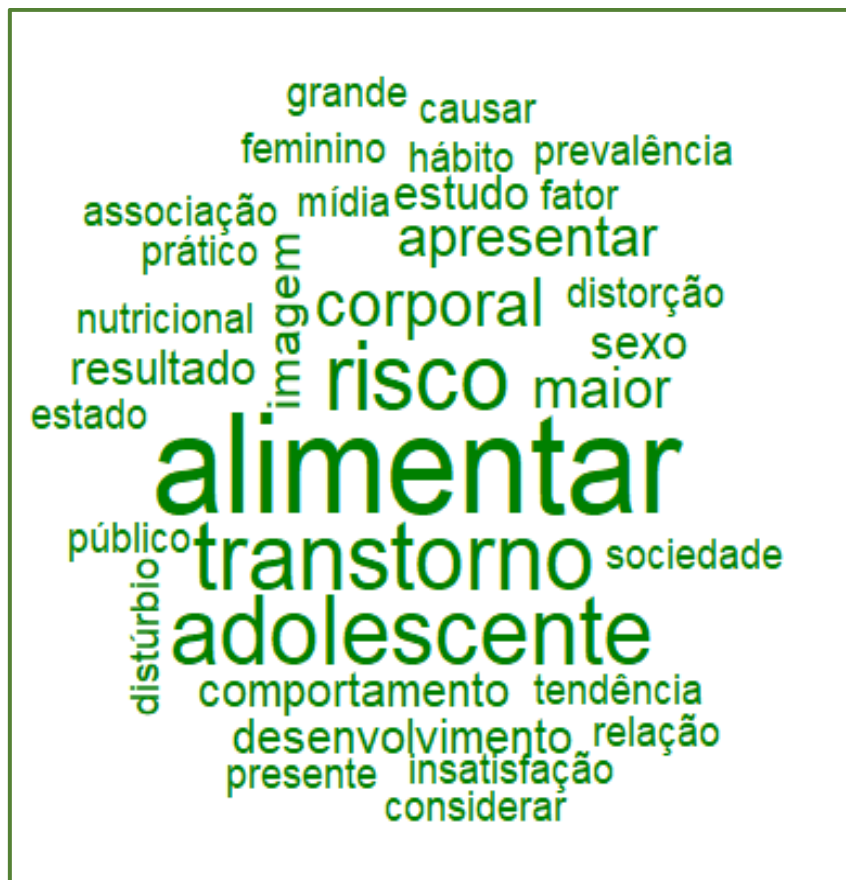 grande
causar
feminino
hábito
prevalência
associação
mídia
estudo
fator
prático
imagem
apresentar
nutricional
corporal
distorção
resultado
risco
sexo
maior
estado
alimentar
público
transtorno
sociedade
distúrbio
adolescente
comportamento
tendência
desenvolvimento
relação
presente
insatisfação
considerar